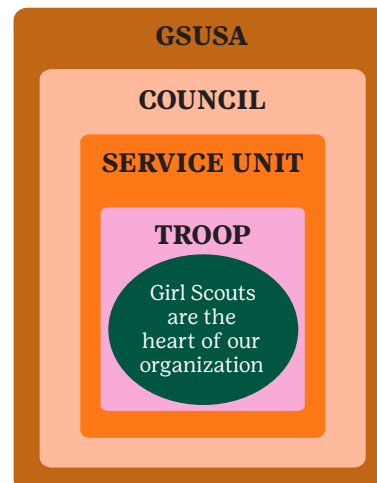 GSUSA
COUNCIL
SERVICE UNIT
TROOP
Girl Scouts
are the
heart of our
organization